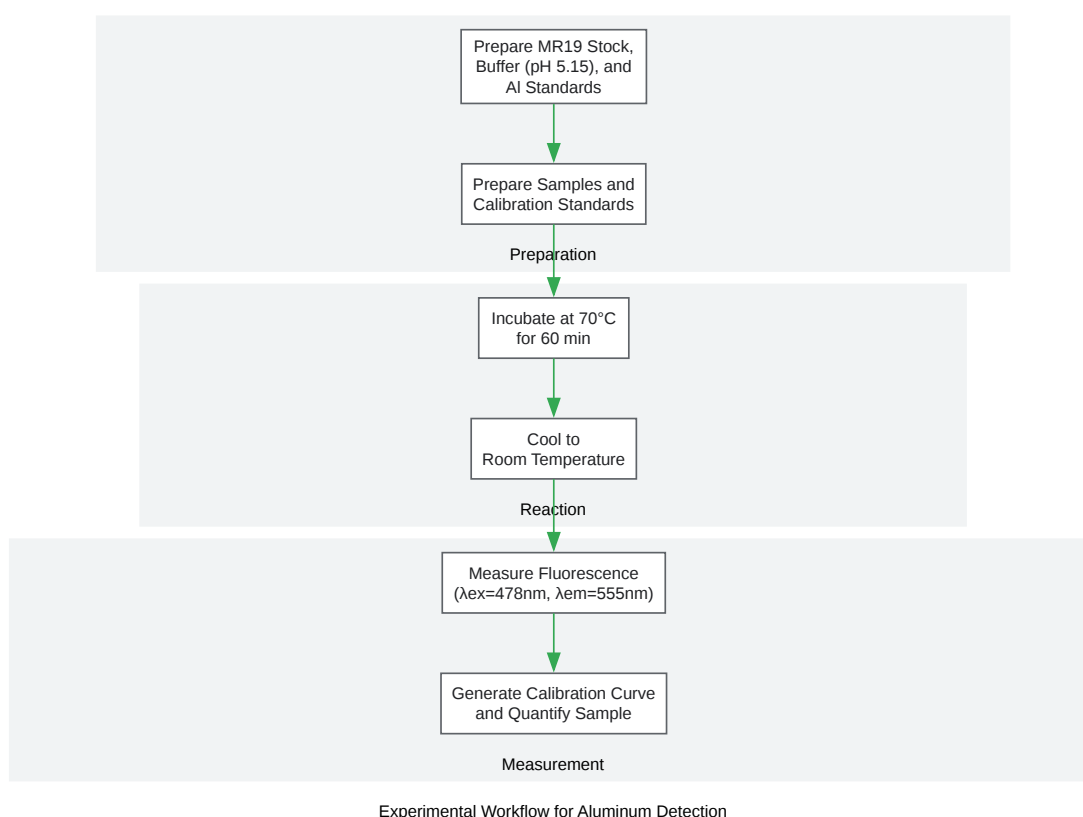 Prepare MR19 Stock,
Buffer (pH 5.15), and
Al Standards
Prepare Samples and
Calibration Standards
Preparation
Incubate at 70°C
for 60 min
Cool to
Room Temperature
Reaction
Measure Fluorescence
(λex=478nm, λem=555nm)
Generate Calibration Curve
and Quantify Sample
Measurement
Experimental Workflow for Aluminum Detection